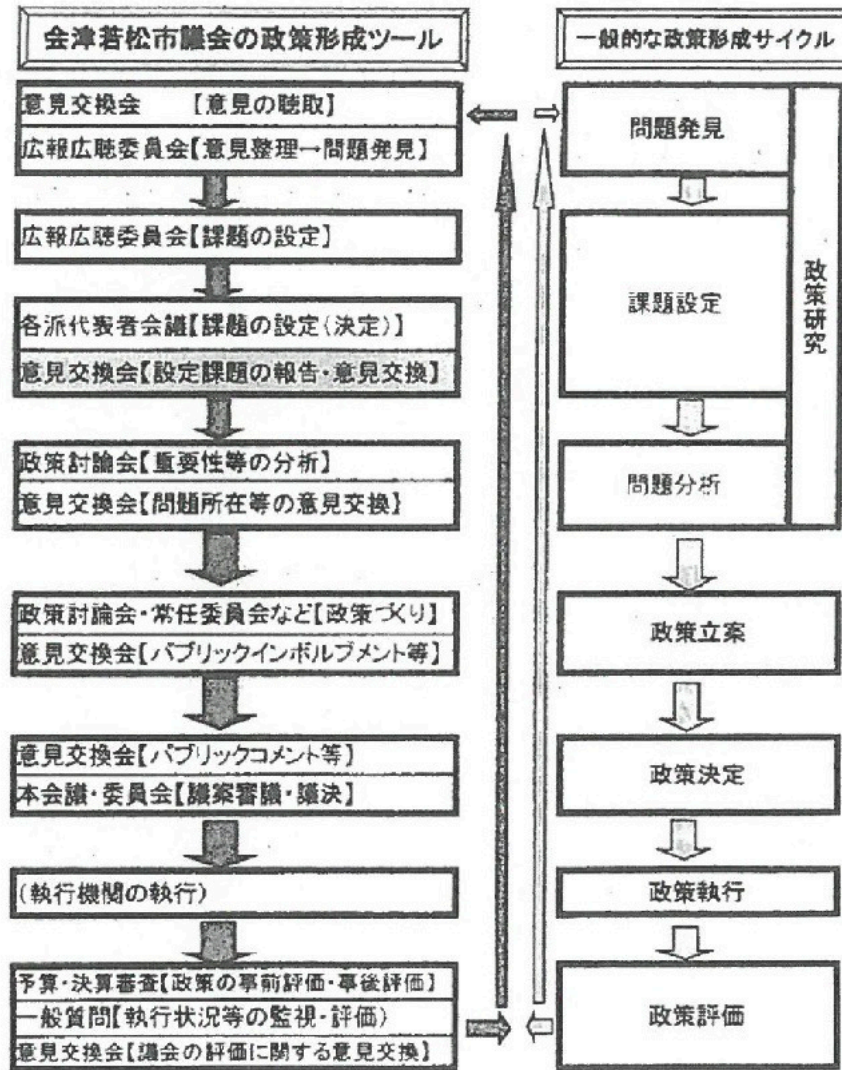 会津若松市議会の政策形成ツール
意見交換会 【意見の聴取】
広報広聴委員会【意見整理→問題発見】
広報広聴委員会【課題の設定】
各派代表者会議【課題の設定(決定)】
意見交換会【設定課題の報告・意見交換】
政策討論会【重要性等の分析】
意見交換会【問題所在等の意見交換】
政策討論会・常任委員会など【政策づくり】
意見交換会【パブリックインボルブメント等】
意見交換会【パブリックコメント等】
本会議・委員会【議案審議・議決】
(執行機関の執行)
予算・決算審査【政策の事前評価・事後評価】
一般質問【執行状況等の監視・評価)
意見交換会【議会の評価に関する意見交換】
一般的な政策形成サイクル
問題発見
課題設定
問題分析
政策研究
政策立案
政策決定
政策執行
政策評価